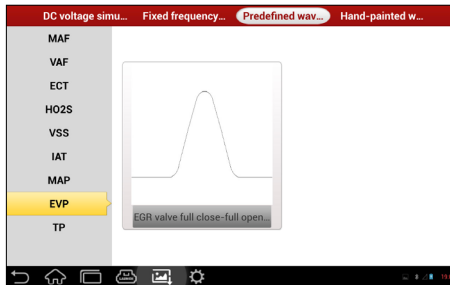 DC voltage simu... Fixed frequency... Predefined wav... Hand-painted w...
MAF
VAF
ECT
HO2S
VSS
IAT
MAP
EVP
TP
EGR valve full close-full open...